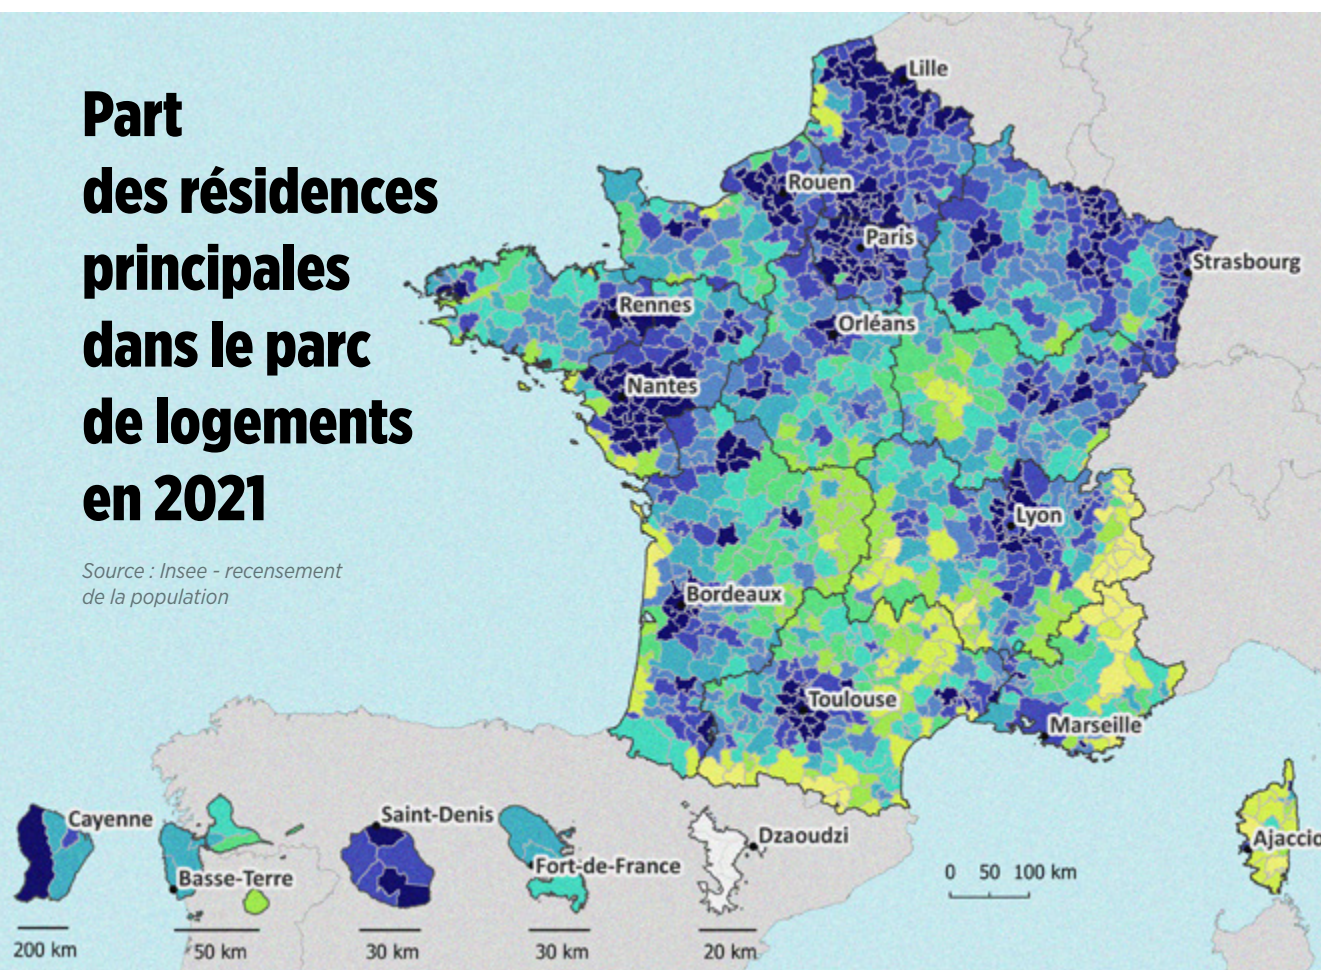 Part
des résidences
principales
dans le parc
de logements
en 2021
Source : Insee - recensement
de la population
Lille
Rouen
Paris
Strasbourg
Rennes
Orléans
Nantes
Lyon
Bordeaux
Toulouse
Marseille
Ajaccio
Cayenne
Basse-Terre
Saint-Denis
Fort-de-France
Dzaoudzi
0 50 100 km
200 km
50 km
30 km
30 km
20 km